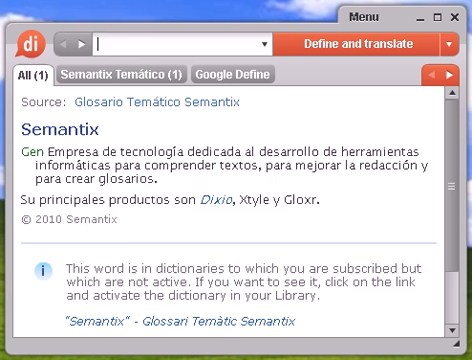 Menu
di
Define and translate
All (1)
Semantix Temático (1)
Google Define
Source: Glosario Temático Semantix
Semantix
Gen Empresa de tecnología dedicada al desarrollo de herramientas
informáticas para comprender textos, para mejorar la redacción y
para crear glosarios.
Su principales productos son Dixio, Xtyle y Gloxr.
© 2010 Semantix
i
This word is in dictionaries to which you are subscribed but
which are not active. If you want to see it, click on the link
and activate the dictionary in your Library.
"Semantix" - Glossari Temàtic Semantix